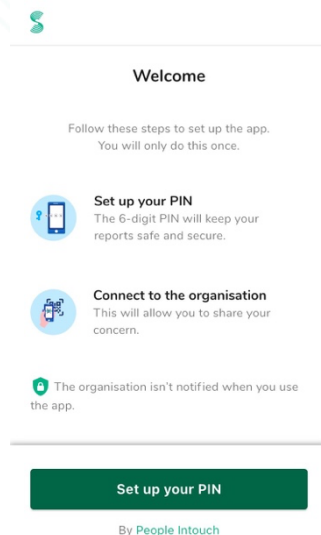 Welcome
Follow these steps to set up the app.
You will only do this once.
Set up your PIN
The 6-digit PIN will keep your
reports safe and secure.
Connect to the organisation
This will allow you to share your
concern.
The organisation isn't notified when you use
the app.
Set up your PIN
By People Intouch